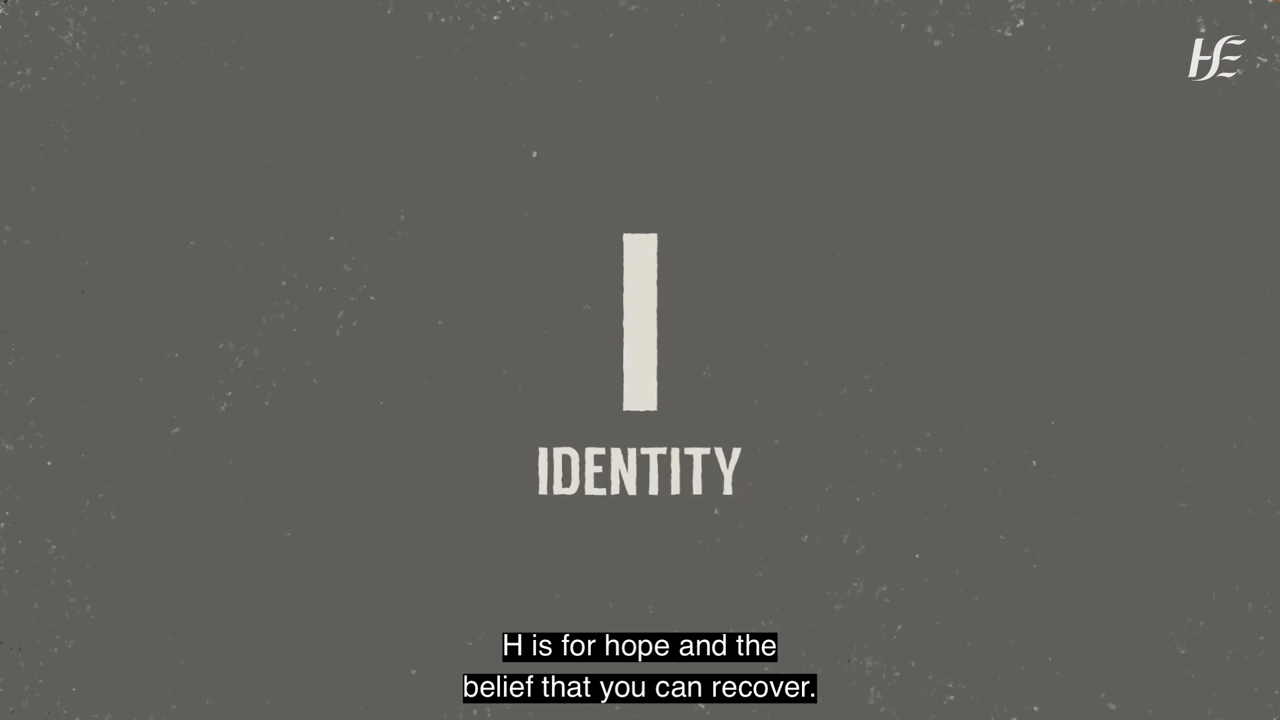 HSE
I
IDENTITY
H is for hope and the
belief that you can recover.